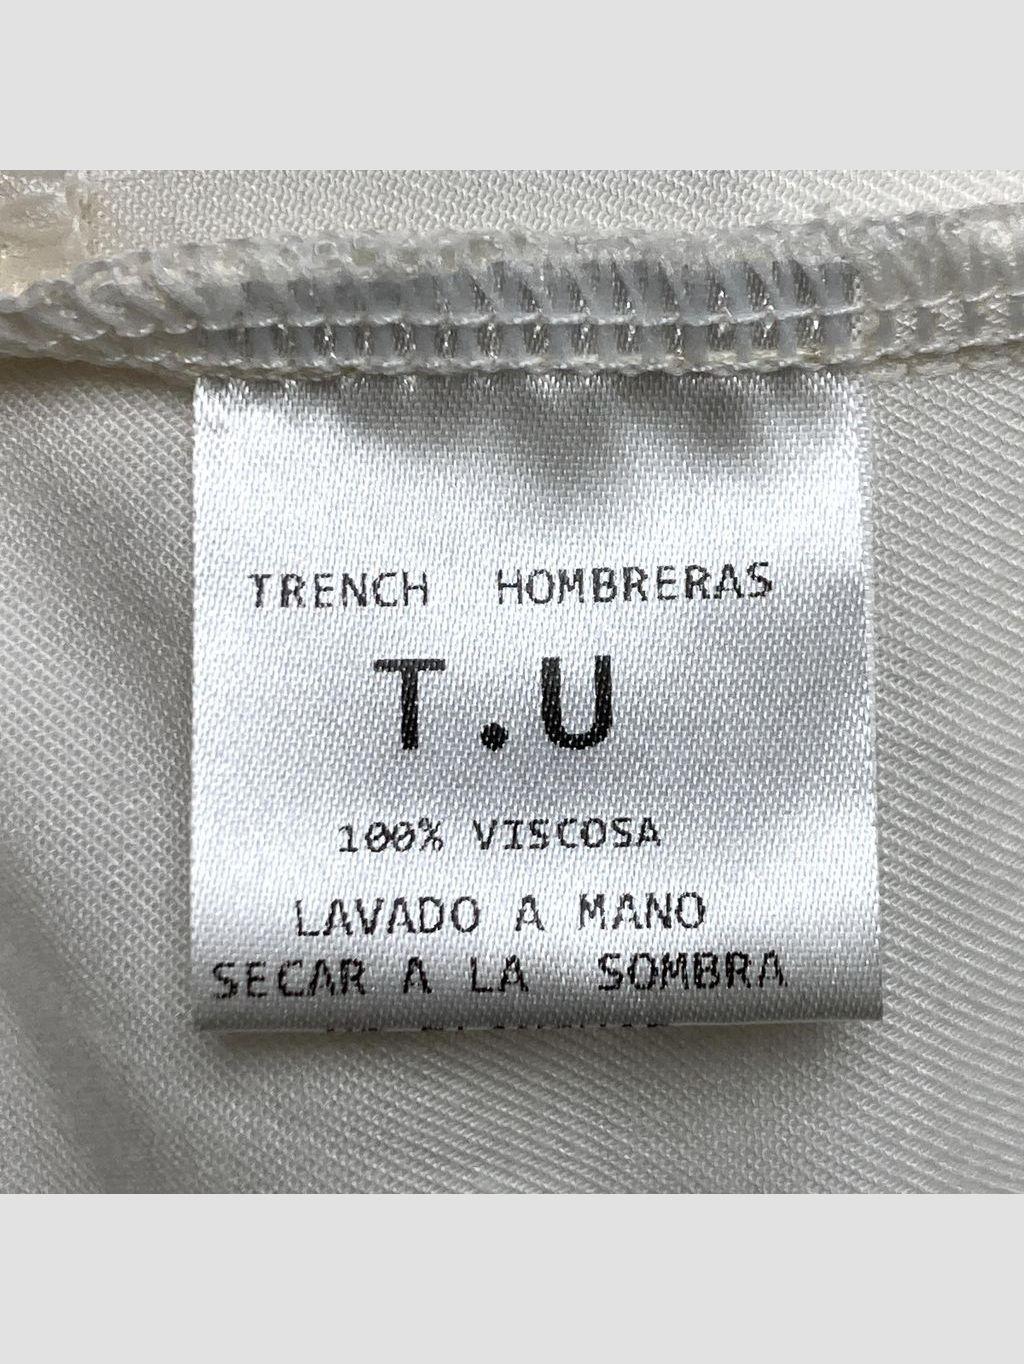 TRENCH HOMBRERAS
T.U
100% VISCOSA
LAVADO A MANO
SECAR A LA SOMBRA